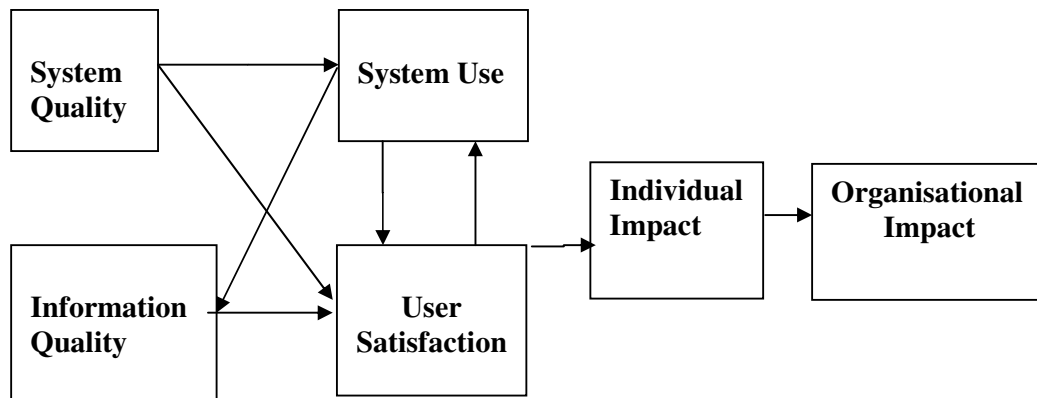 System
Quality
System Use
Individual
Impact
Organisational
Impact
Information
Quality
User
Satisfaction